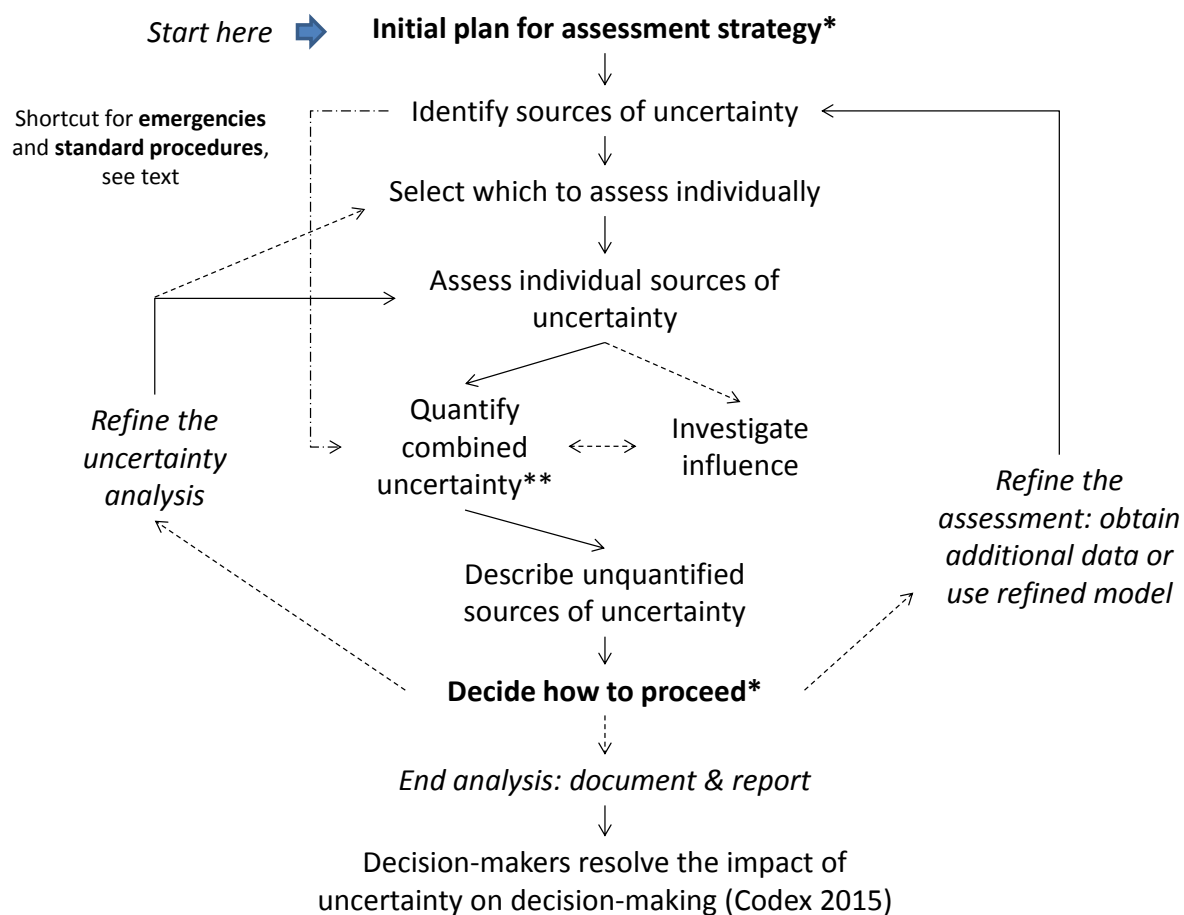 Start here
Initial plan for assessment strategy*
Shortcut for emergencies
and standard procedures,
see text
Identify sources of uncertainty
Select which to assess individually
Assess individual sources of
uncertainty
Refine the
uncertainty
analysis
Quantify
combined
uncertainty**
Investigate
influence
Refine the
assessment: obtain
additional data or
use refined model
Describe unquantified
sources of uncertainty
Decide how to proceed*
End analysis: document & report
Decision-makers resolve the impact of
uncertainty on decision-making (Codex 2015)